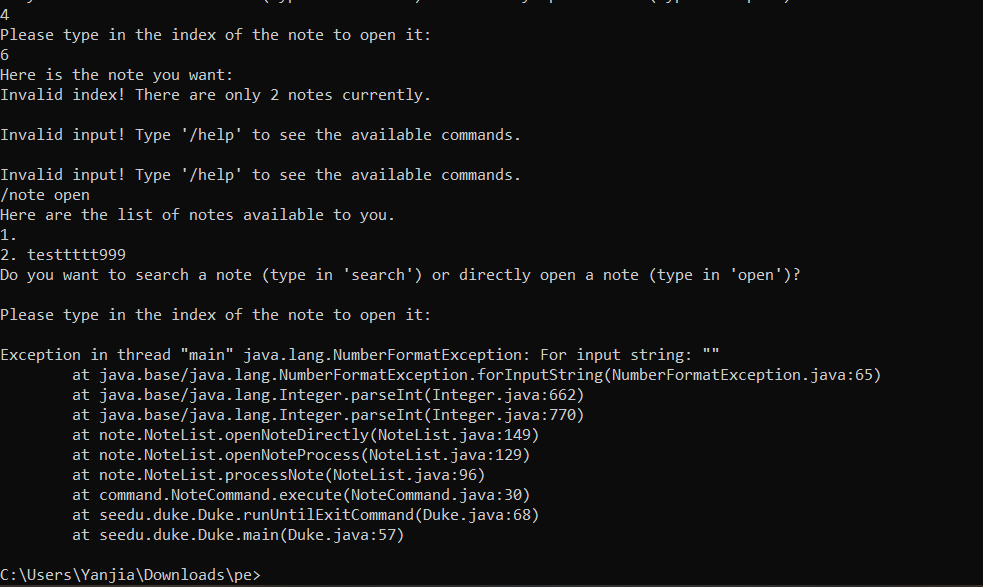 4
Please type in the index of the note to open it:
6
Here is the note you want:
Invalid index! There are only 2 notes currently.
Invalid input! Type '/help' to see the available commands.
Invalid input! Type '/help' to see the available commands.
/note open
Here are the list of notes available to you.
1.
2. testtttt999
Do you want to search a note (type in 'search') or directly open a note (type in 'open')?
Please type in the index of the note to open it:
Exception in thread "main" java.lang.NumberFormatException: For input string: ""
at java.base/java.lang.NumberFormatException.forInputString(NumberFormatException.java:65)
at java.base/java.lang.Integer.parseInt(Integer.java:662)
at java.base/java.lang.Integer.parseInt(Integer.java:770)
at note.NoteList.openNoteDirectly(NoteList.java:149)
at note.NoteList.openNoteProcess(NoteList.java:129)
at note.NoteList.processNote(NoteList.java:96)
at command.NoteCommand.execute(NoteCommand.java:30)
at seedu.duke.Duke.runUntilExitCommand(Duke.java:68)
at seedu.duke.Duke.main(Duke.java:57)
C:\Users\Yanjia\Downloads\pe>